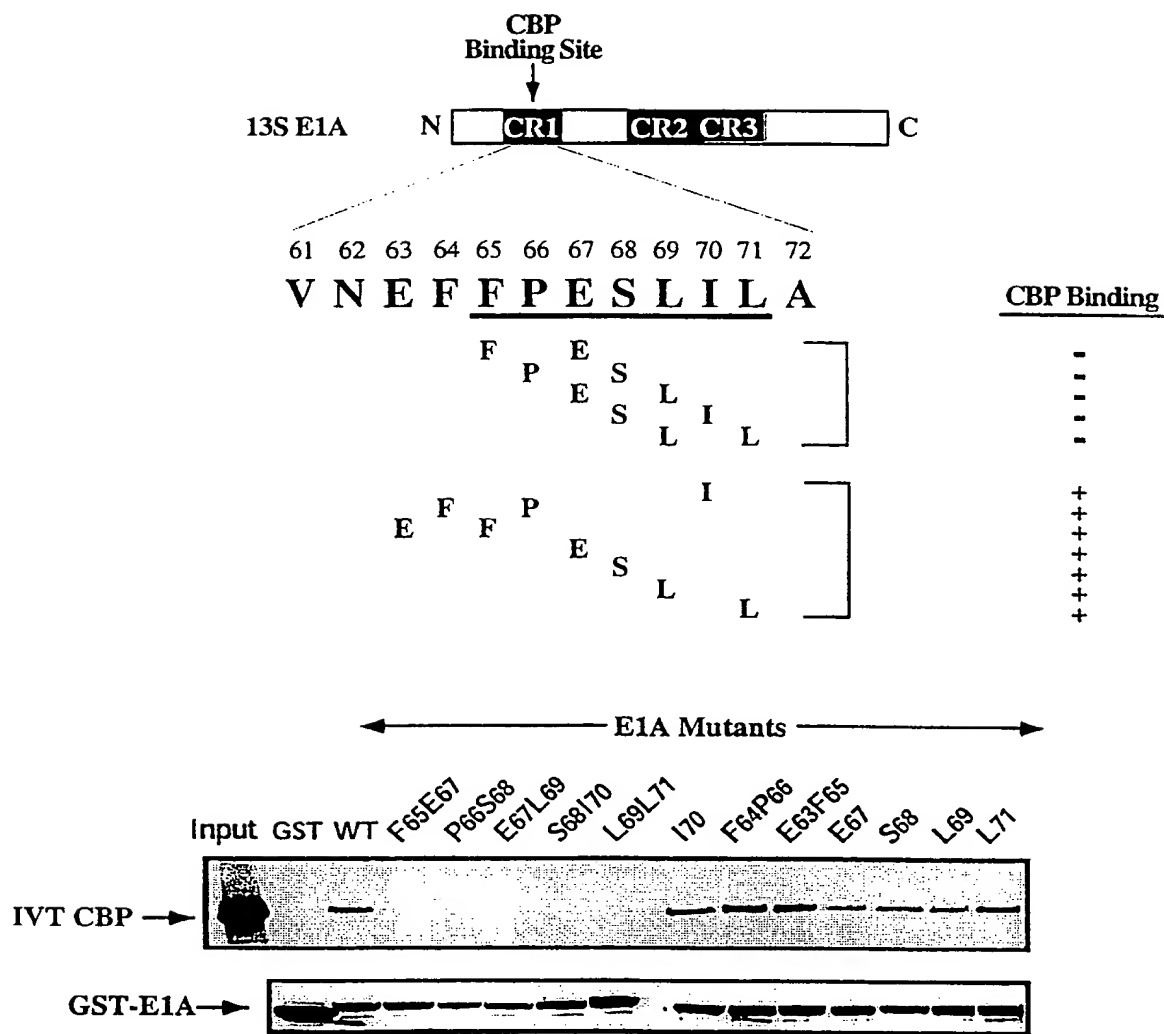 CBP
Binding Site
13S E1A N CR1 CR2 CR3 C
61 62 63 64 65 66 67 68 69 70 71 72
V N E F F P E S L I L A
CBP Binding
F E -
P S -
E L -
S I -
L L -
I +
F P +
E F +
E +
S +
L +
L +
E1A Mutants
Input GST WT F65E67 P66S68 E67L69 S68I70 L69L71 I70 F64P66 E63F65 E67 S68 L69 L71
IVT CBP
GST-E1A